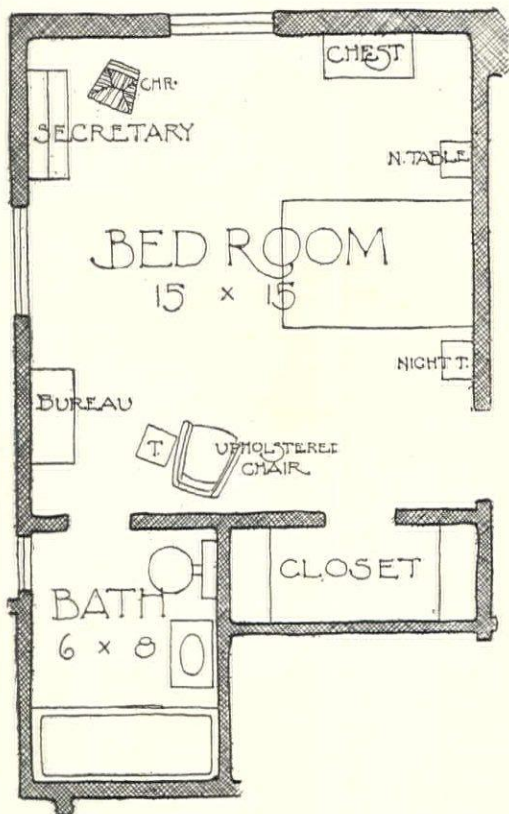 CHEST
CHR.
SECRETARY
N. TABLE
BED ROOM
15 x 15
NIGHT T.
BUREAU
T.
UPHOLSTERED
CHAIR
CLOSET
BATH
6 x 8